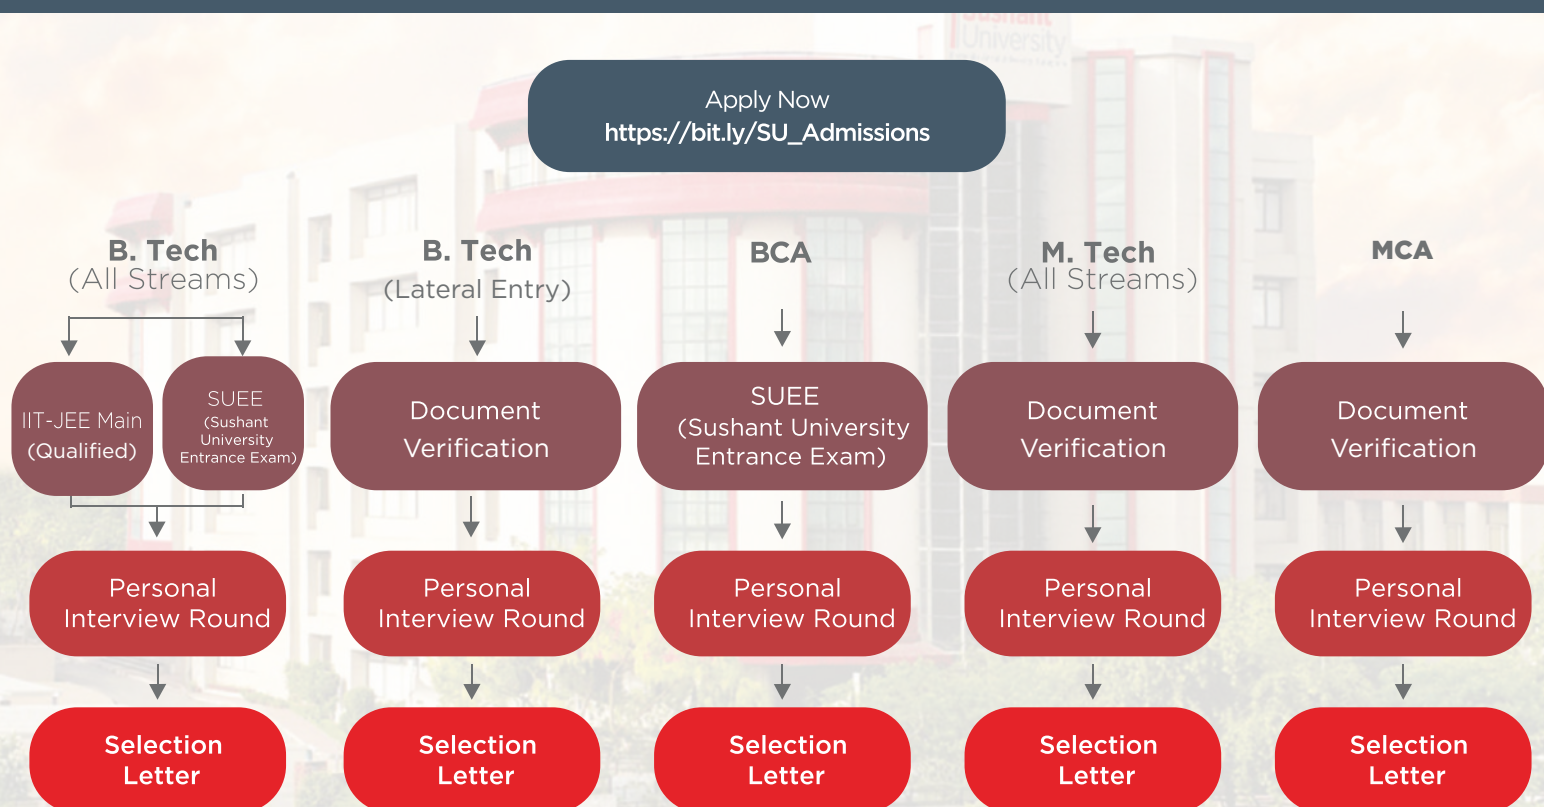 Sushant
University
Apply Now
https://bit.ly/SU_Admissions
B. Tech
(All Streams)
IIT-JEE Main
(Qualified)
SUEE
(Sushant
University
Entrance Exam)
Personal
Interview Round
Selection
Letter
B. Tech
(Lateral Entry)
Document
Verification
Personal
Interview Round
Selection
Letter
BCA
SUEE
(Sushant University
Entrance Exam)
Personal
Interview Round
Selection
Letter
M. Tech
(All Streams)
Document
Verification
Personal
Interview Round
Selection
Letter
MCA
Document
Verification
Personal
Interview Round
Selection
Letter